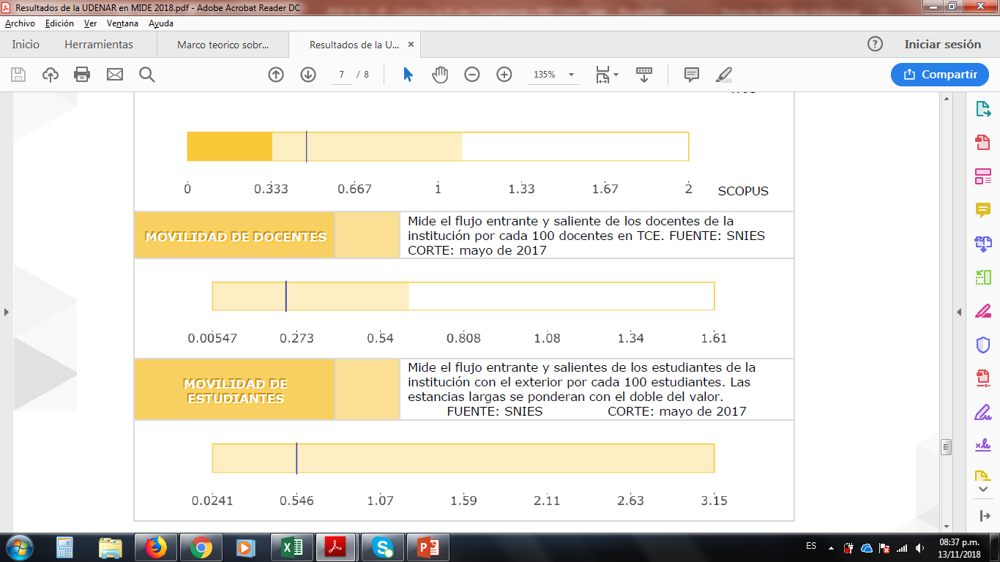 Resultados de la UDENAR en MIDE 2018.pdf - Adobe Acrobat Reader DC
Archivo Edición Ver Ventana Ayuda
Inicio Herramientas Marco teorico sobr... Resultados de la U... × Iniciar sesión
7 / 8 135% Compartir
0 0.333 0.667 1 1.33 1.67 2 SCOPUS
MOVILIDAD DE DOCENTES
Mide el flujo entrante y saliente de los docentes de la
institución por cada 100 docentes en TCE. FUENTE: SNIES
CORTE: mayo de 2017
0.00547 0.273 0.54 0.808 1.08 1.34 1.61
MOVILIDAD DE
ESTUDIANTES
Mide el flujo entrante y salientes de los estudiantes de la
institución con el exterior por cada 100 estudiantes. Las
estancias largas se ponderan con el doble del valor.
FUENTE: SNIES CORTE: mayo de 2017
0.0241 0.546 1.07 1.59 2.11 2.63 3.15
ES 08:37 p.m.
13/11/2018